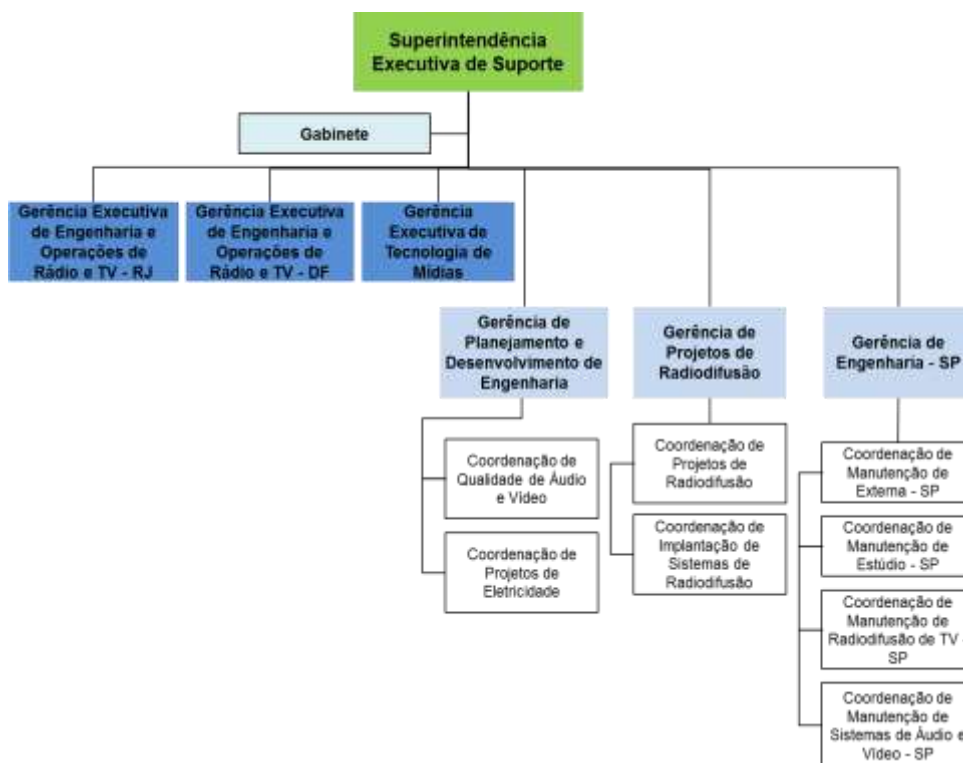 Superintendência
Executiva de Suporte
Gabinete
Gerência Executiva
de Engenharia e
Operações de
Rádio e TV - RJ
Gerência Executiva
de Engenharia e
Operações de
Rádio e TV - DF
Gerência
Executiva de
Tecnologia de
Mídias
Gerência de
Planejamento e
Desenvolvimento de
Engenharia
Gerência de
Projetos de
Radiodifusão
Gerência de
Engenharia - SP
Coordenação de
Qualidade de Áudio
e Vídeo
Coordenação de
Projetos de
Eletricidade
Coordenação de
Projetos de
Radiodifusão
Coordenação de
Implantação de
Sistemas de
Radiodifusão
Coordenação de
Manutenção de
Externa - SP
Coordenação de
Manutenção de
Estúdio - SP
Coordenação de
Manutenção de
Radiodifusão de TV -
SP
Coordenação de
Manutenção de
Sistemas de Áudio e
Vídeo - SP